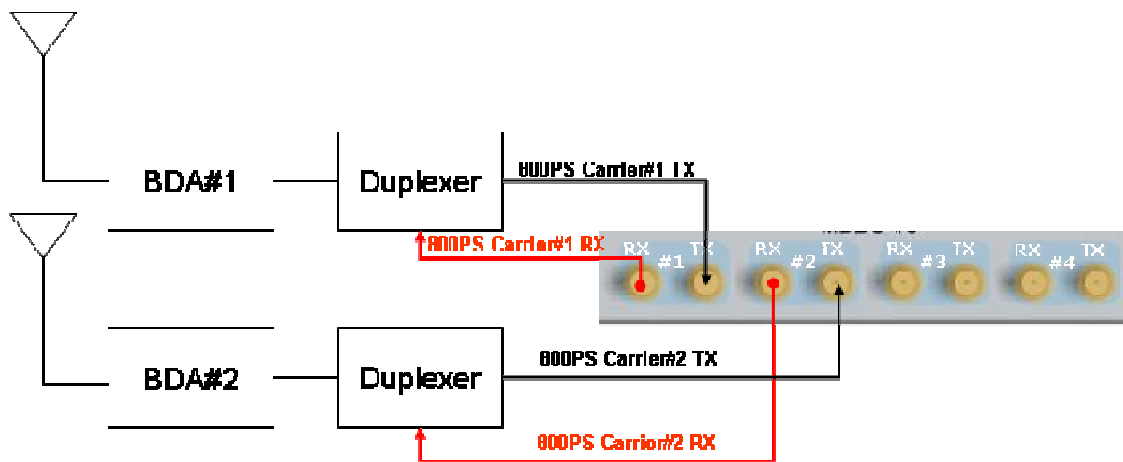 BDA#1
Duplexer
800PS Carrier#1 TX
800PS Carrier#1 RX
RX TX RX TX RX TX RX TX
#1 #2 #3 #4
BDA#2
Duplexer
800PS Carrier#2 TX
800PS Carrier#2 RX